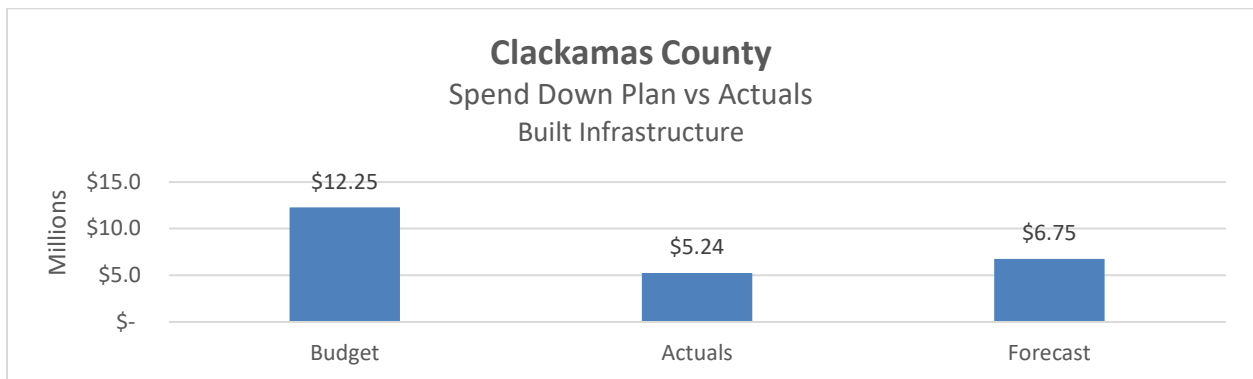 Clackamas County
Spend Down Plan vs Actuals
Built Infrastructure
Millions
$15.0
$10.0
$5.0
$-
$12.25
$5.24
$6.75
Budget
Actuals
Forecast